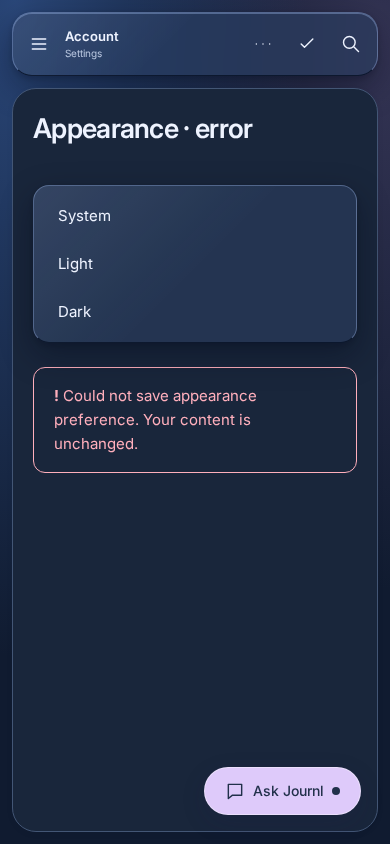 Account
Settings
Appearance · error
System
Light
Dark
! Could not save appearance
preference. Your content is
unchanged.
Ask Journl